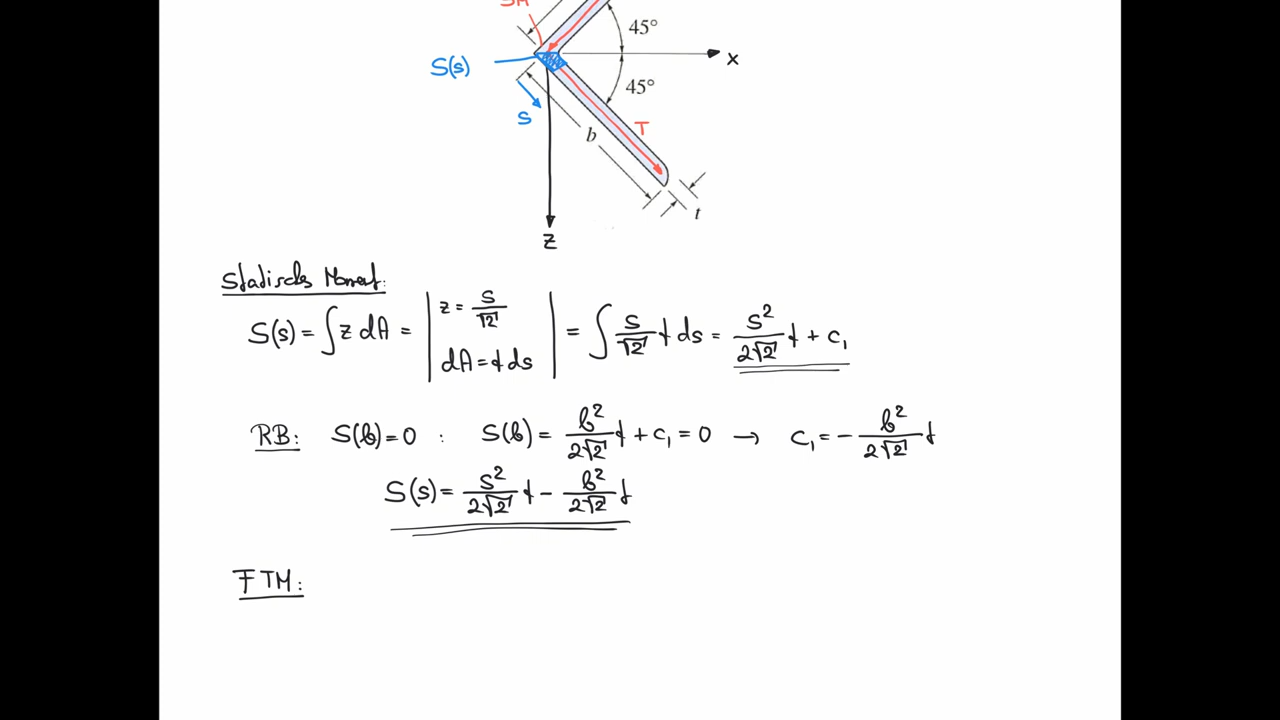 SM
45°
x
S(s)
45°
s
T
b
t
z
Statisches Moment:
S(s) = ∫ z dA = | z = s/√2 dA = t ds | = ∫ s/√2 t ds = s²/2√2 t + c₁
RB: S(b) = 0 : S(b) = b²/2√2 t + c₁ = 0 → c₁ = - b²/2√2 t
S(s) = s²/2√2 t - b²/2√2 t
FTM: